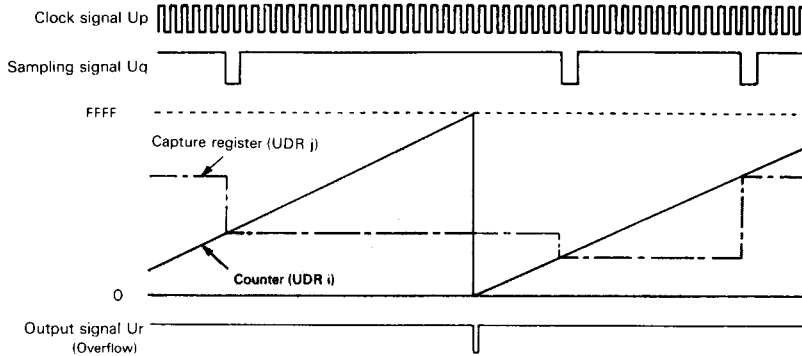 Clock signal Up
Sampling signal Uq
FFFF
Capture register (UDR j)
Counter (UDR i)
0
Output signal Ur
(Overflow)